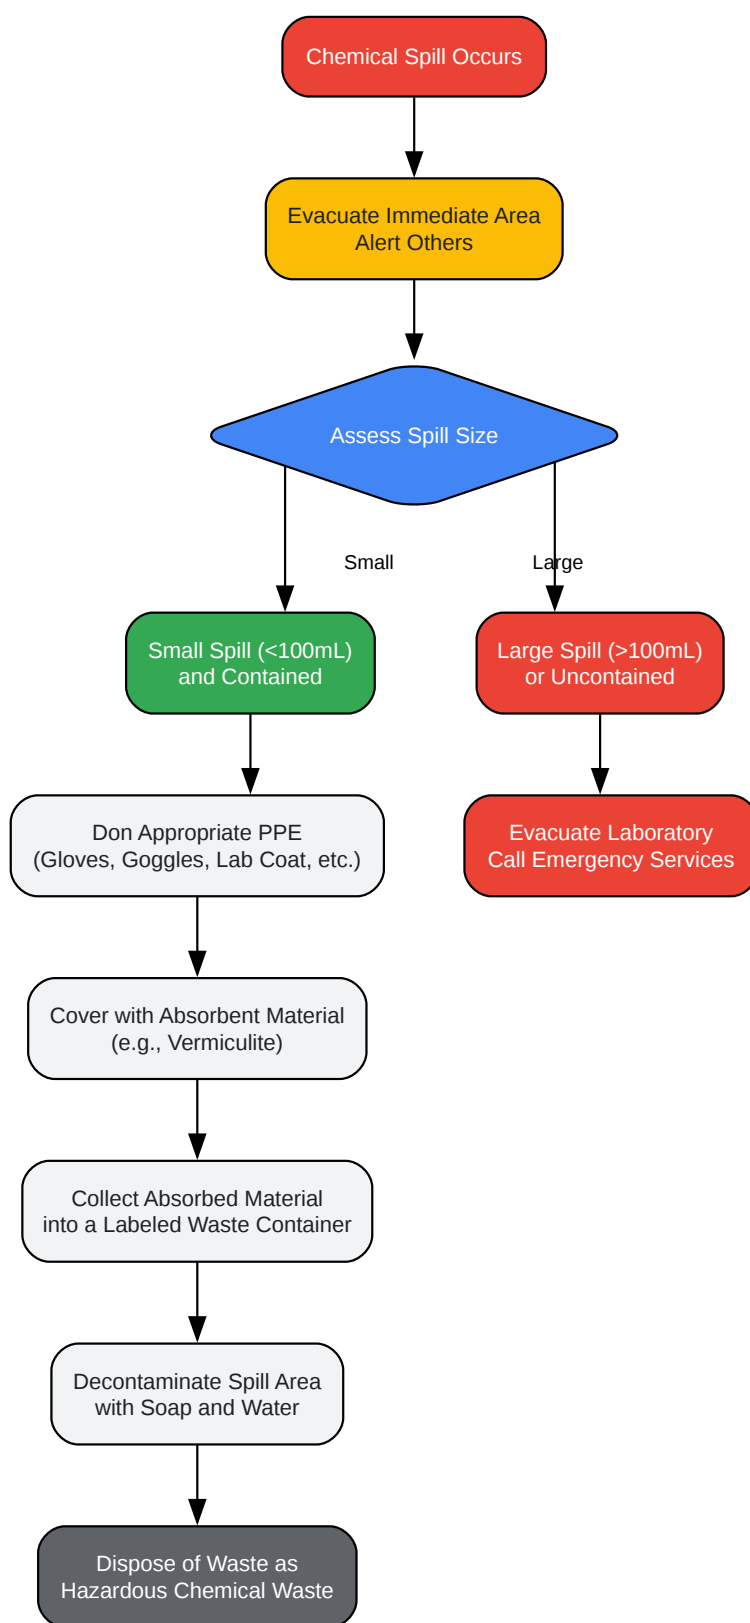 Chemical Spill Occurs
Evacuate Immediate Area
Alert Others
Assess Spill Size
Small
Large
Small Spill (<100mL)
and Contained
Large Spill (>100mL)
or Uncontained
Don Appropriate PPE
(Gloves, Goggles, Lab Coat, etc.)
Evacuate Laboratory
Call Emergency Services
Cover with Absorbent Material
(e.g., Vermiculite)
Collect Absorbed Material
into a Labeled Waste Container
Decontaminate Spill Area
with Soap and Water
Dispose of Waste as
Hazardous Chemical Waste